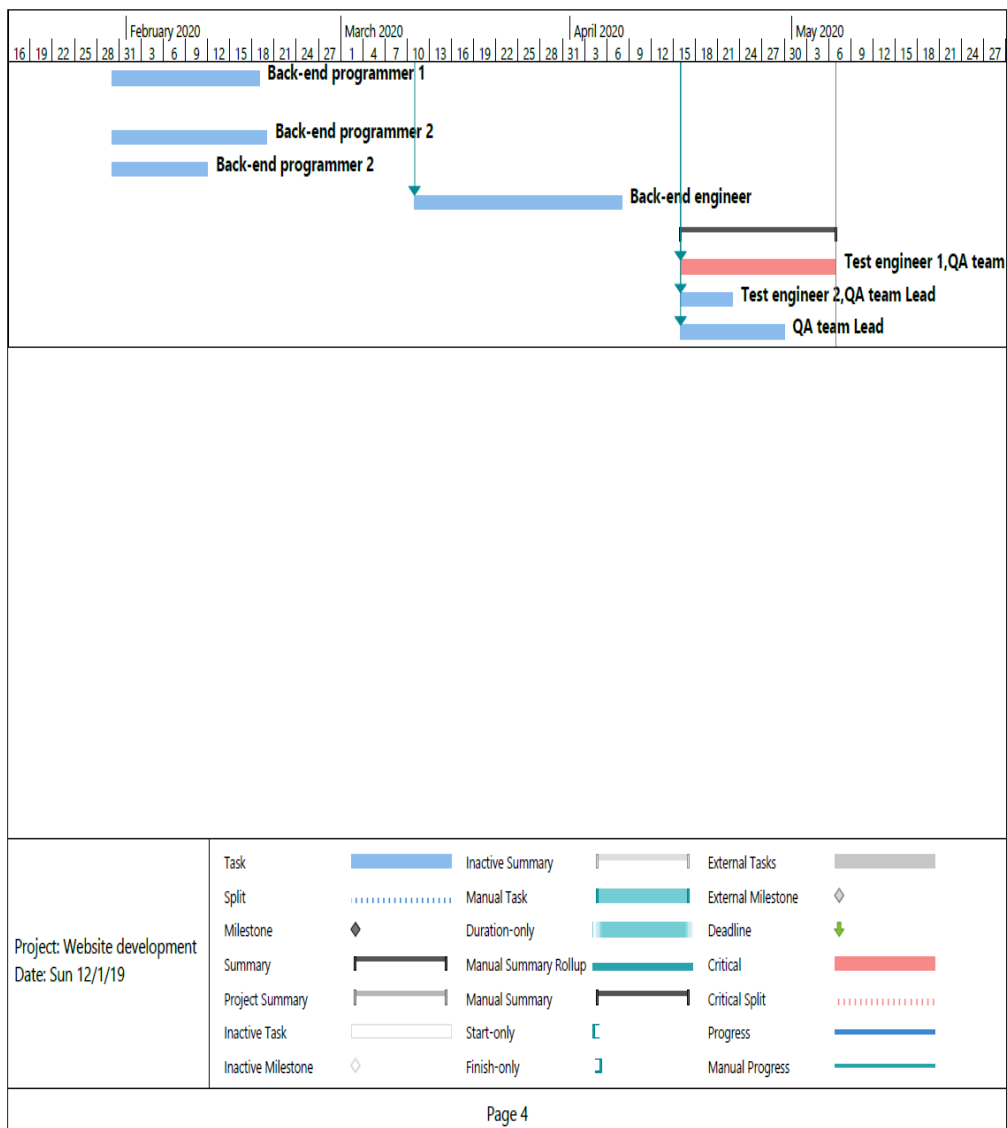 February 2020 March 2020 April 2020 May 2020
16 19 22 25 28 31 3 6 9 12 15 18 21 24 27 1 4 7 10 13 16 19 22 25 28 31 3 6 9 12 15 18 21 24 27 30 3 6 9 12 15 18 21 24 27
Back-end programmer 1
Back-end programmer 2
Back-end programmer 2
Back-end engineer
Test engineer 1,QA team
Test engineer 2,QA team Lead
QA team Lead
Project: Website development
Date: Sun 12/1/19
Task
Split
Milestone
Summary
Project Summary
Inactive Task
Inactive Milestone
Inactive Summary
Manual Task
Duration-only
Manual Summary Rollup
Manual Summary
Start-only
Finish-only
External Tasks
External Milestone
Deadline
Critical
Critical Split
Progress
Manual Progress
Page 4